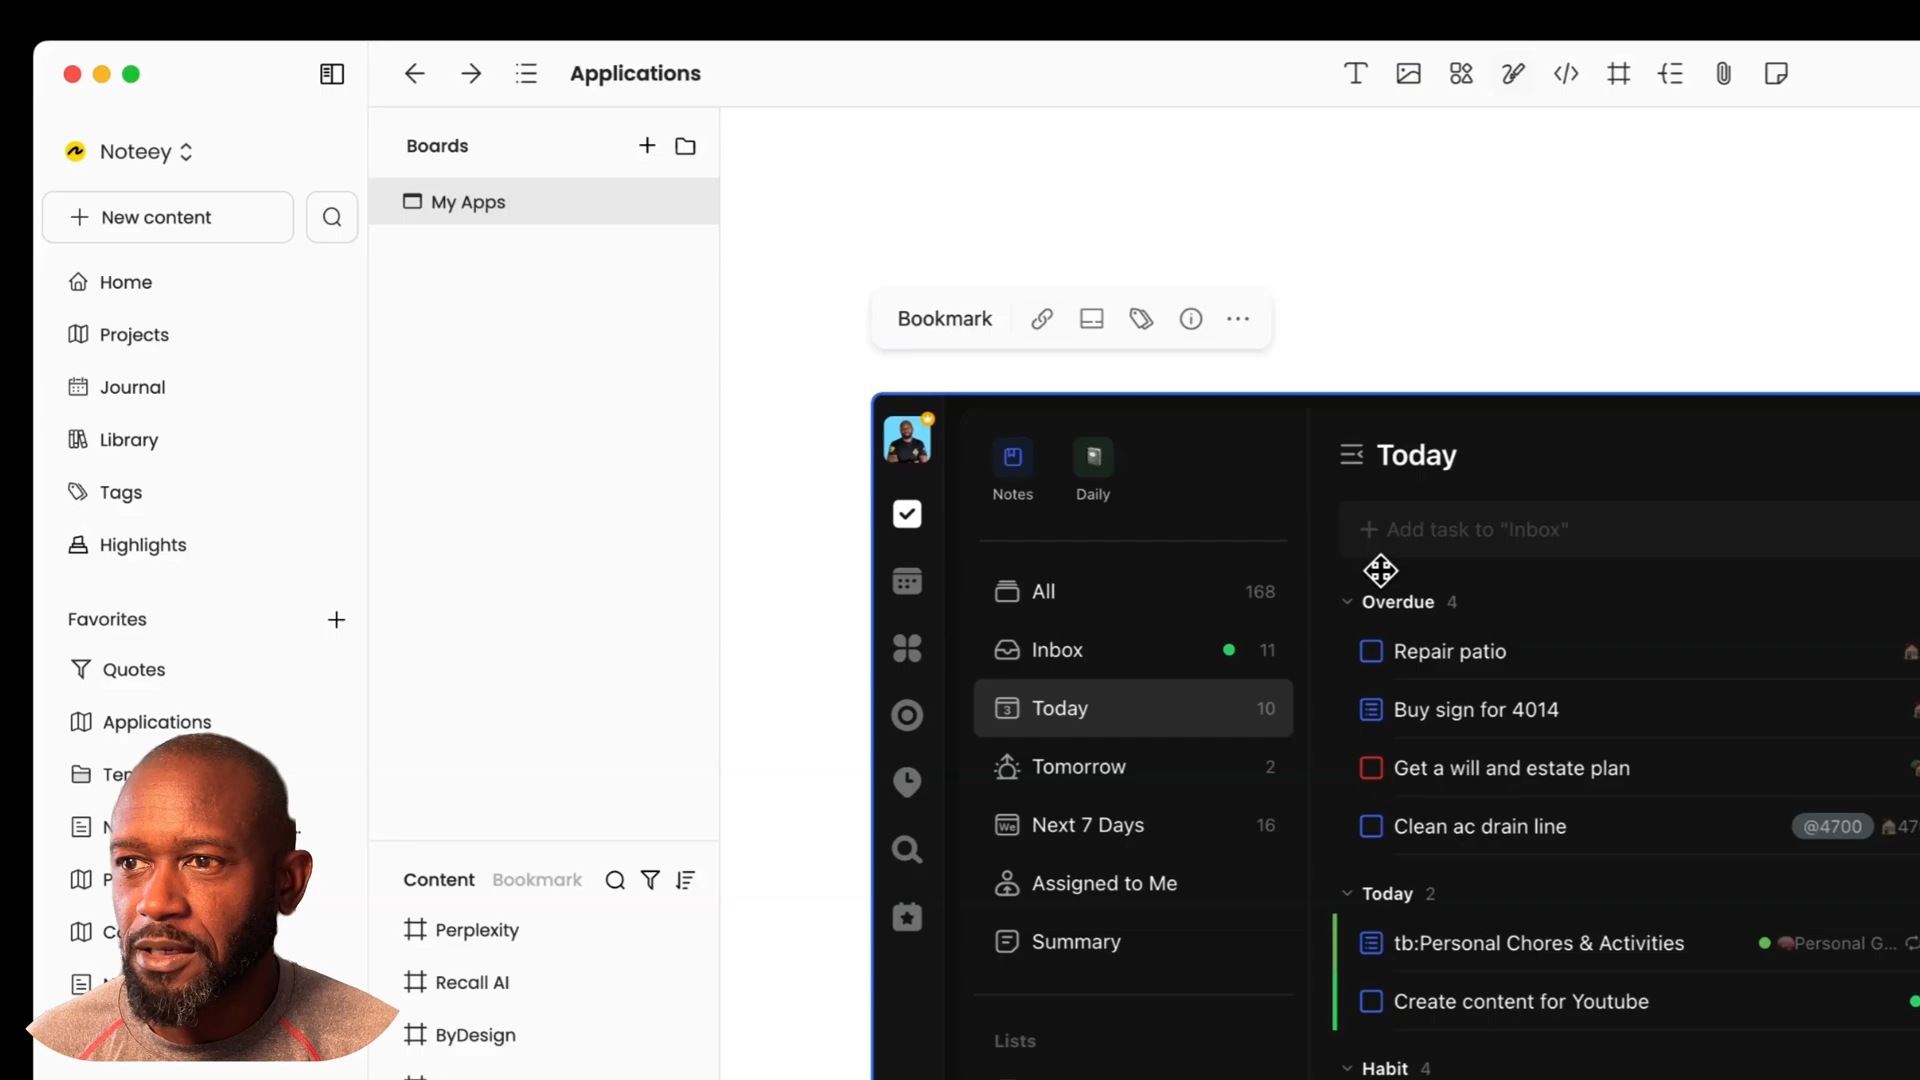 Applications
Noteey
New content
Home
Projects
Journal
Library
Tags
Highlights
Favorites
Quotes
Applications
Boards
My Apps
Content Bookmark
Perplexity
Recall AI
ByDesign
Bookmark
Notes
Daily
All 168
Inbox 11
3 Today 10
Tomorrow 2
We Next 7 Days 16
Assigned to Me
Summary
Lists
Today
+ Add task to "Inbox"
Overdue 4
Repair patio
Buy sign for 4014
Get a will and estate plan
Clean ac drain line @4700 47
Today 2
tb:Personal Chores & Activities Personal G...
Create content for Youtube
Habit 4